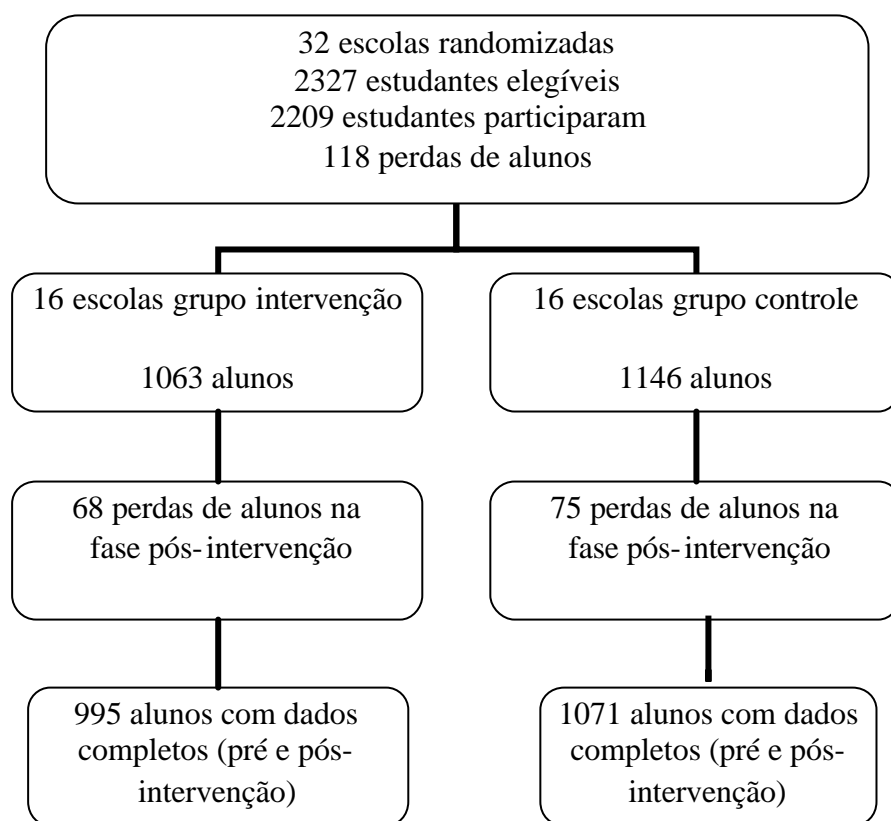 32 escolas randomizadas
2327 estudantes elegíveis
2209 estudantes participaram
118 perdas de alunos
16 escolas grupo intervenção
1063 alunos
16 escolas grupo controle
1146 alunos
68 perdas de alunos na
fase pós-intervenção
75 perdas de alunos na
fase pós-intervenção
995 alunos com dados
completos (pré e pós-
intervenção)
1071 alunos com dados
completos (pré e pós-
intervenção)